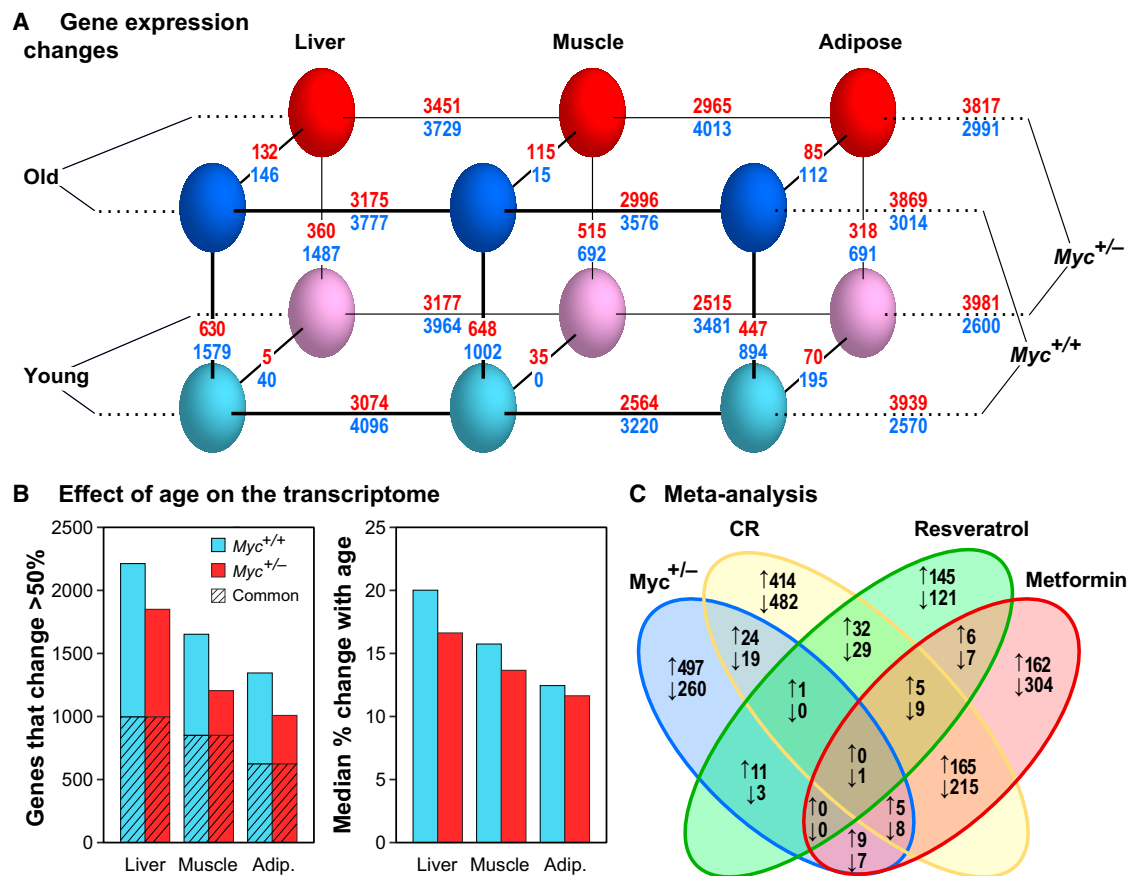 A Gene expression
changes
Liver Muscle Adipose
3451 2965 3817
3729 4013 2991
132 115 85
146 15 112
Old
3175 2996 3869
3777 3576 3014
360 515 318
1487 692 691
Myc+/–
3177 2515 3981
3964 3481 2600
630 648 447
1579 1002 894
Myc+/+
5 35 70
40 0 195
Young
3074 2564 3939
4096 3220 2570
B Effect of age on the transcriptome
Genes that change >50%
2500
2000
1500
1000
500
0
Myc+/+
Myc+/–
Common
Liver Muscle Adip.
Median % change with age
25
20
15
10
5
0
Liver Muscle Adip.
C Meta-analysis
CR Resveratrol
Myc+/– Metformin
↑414 ↑145
↓482 ↓121
↑24 ↑32 ↑6
↓19 ↓29 ↓7
↑497 ↑162
↓260 ↓304
↑1 ↑5
↓0 ↓9
↑11 ↑0 ↑165
↓3 ↓1 ↓215
↑0 ↑5
↓0 ↓8
↑9
↓7